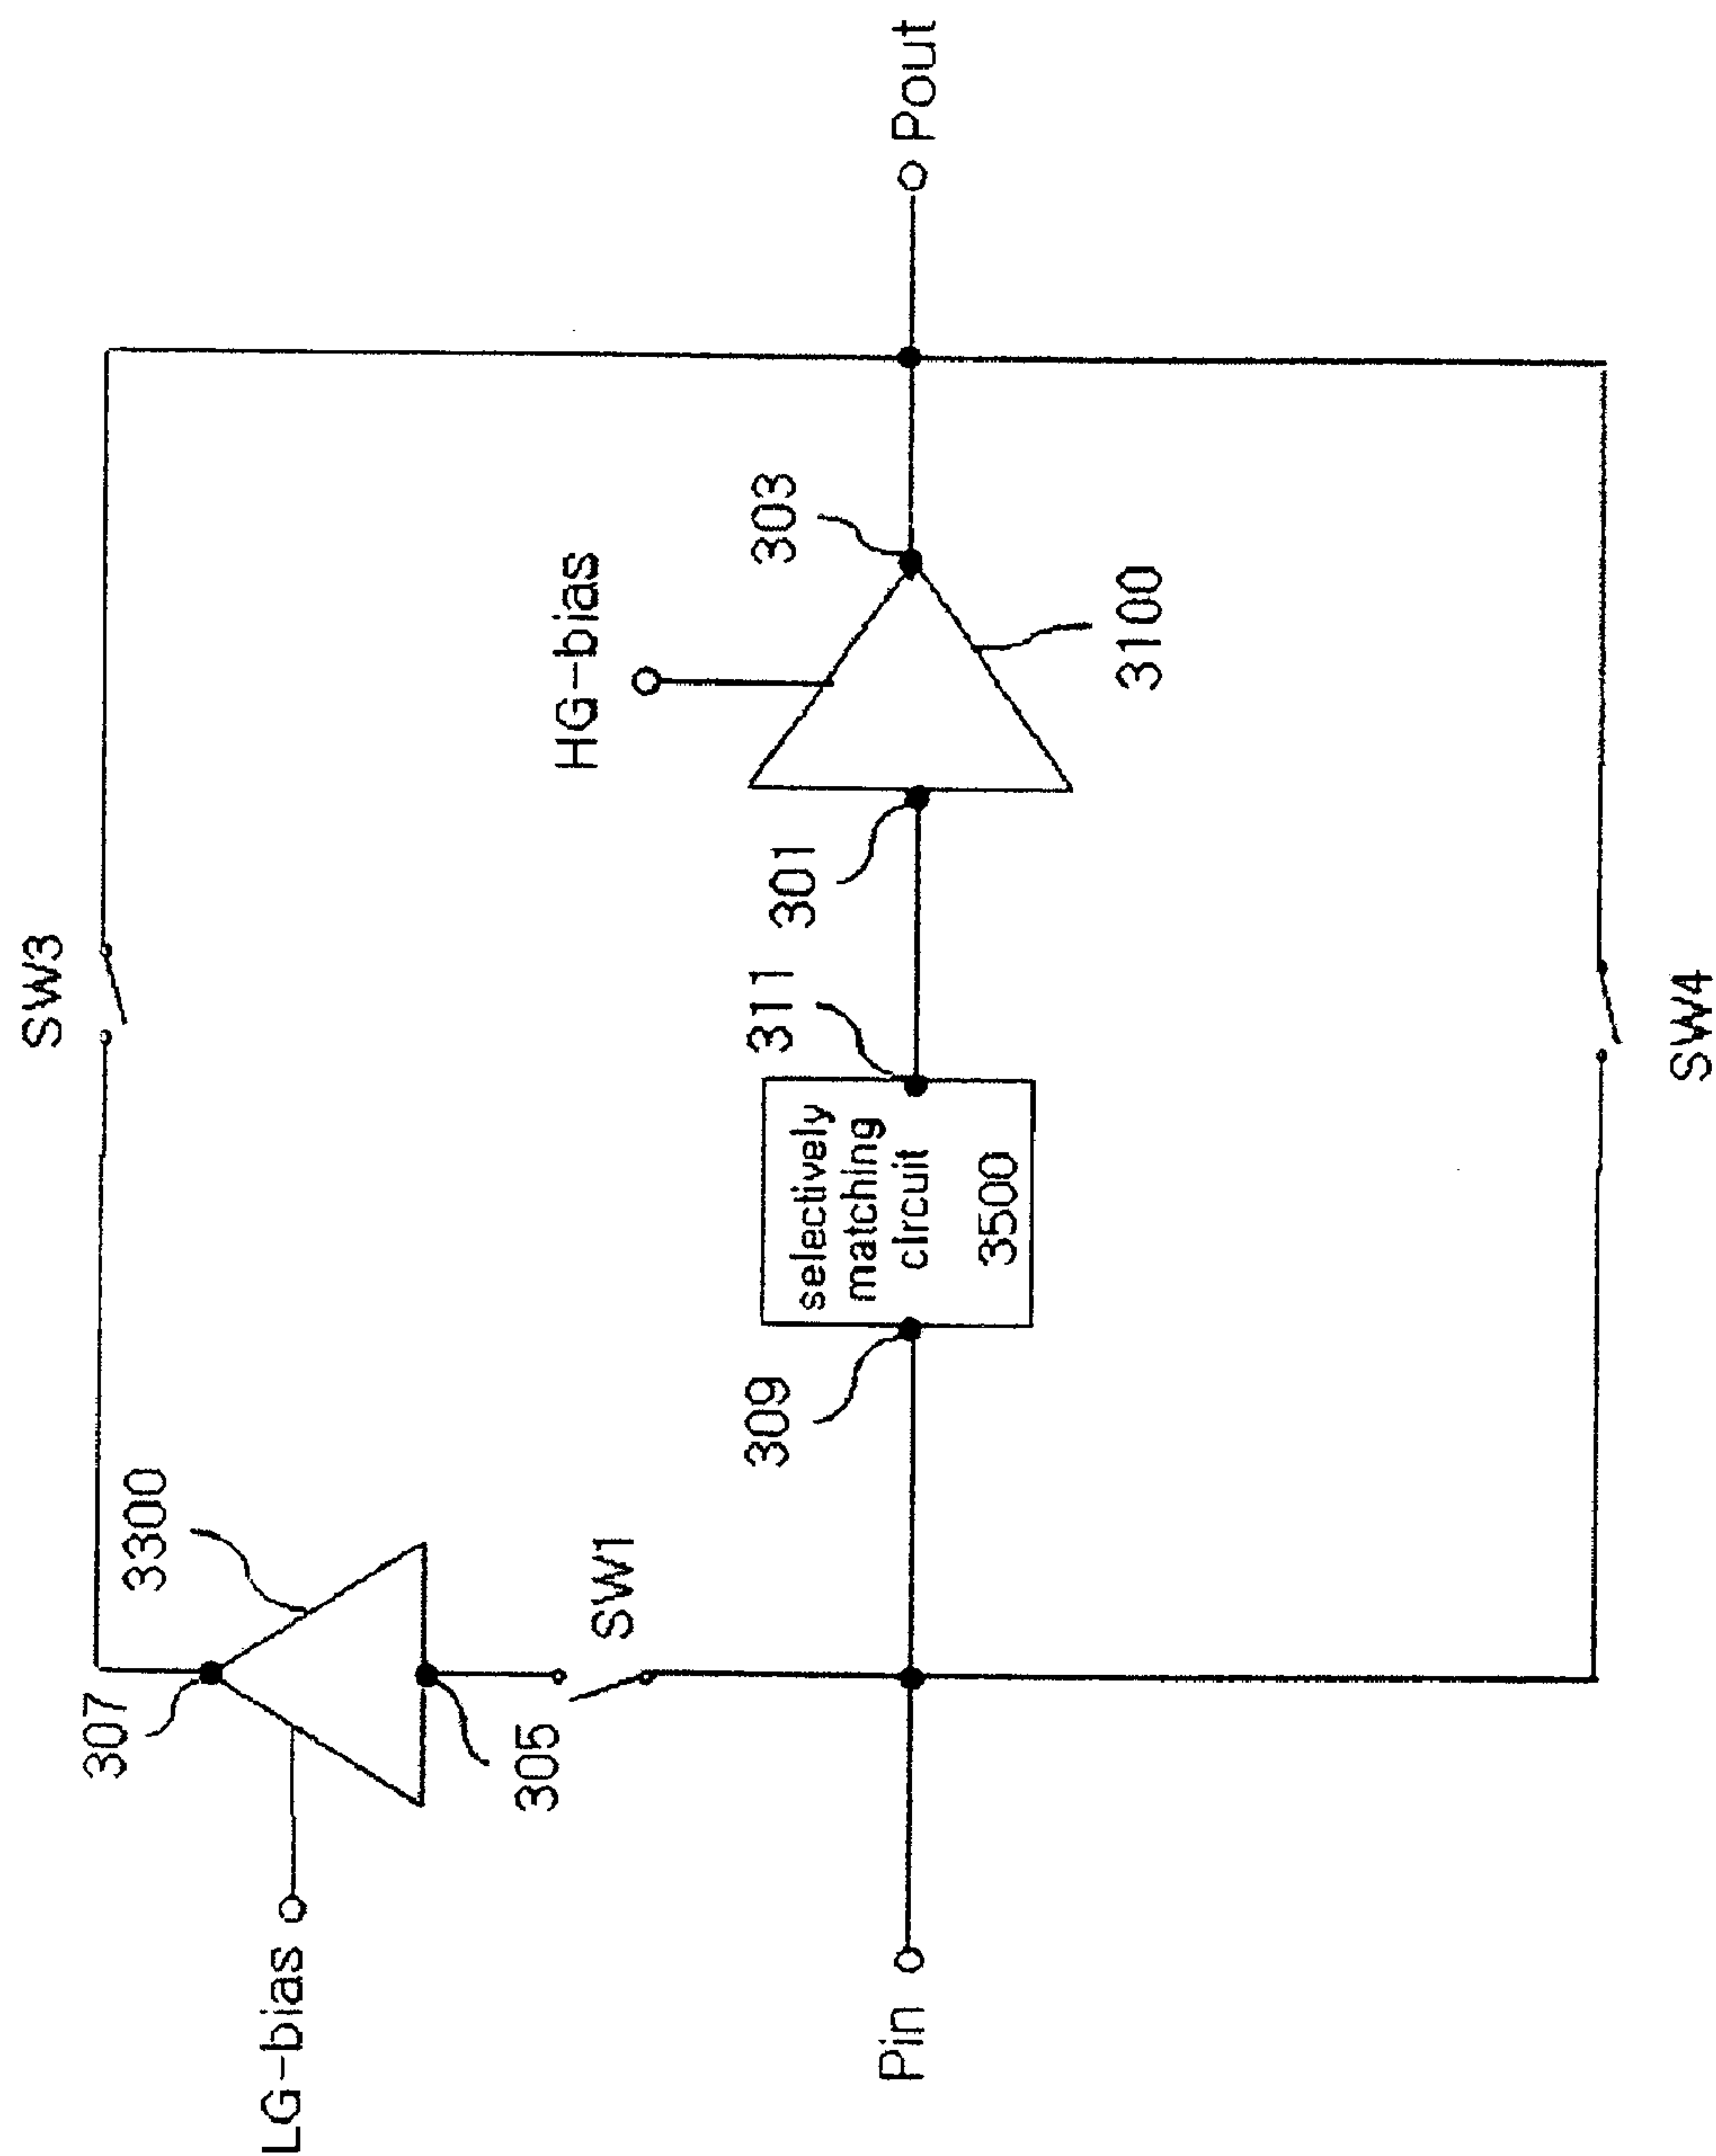 SW3
307
3300
LG-bias
305
SW1
HG-bias
303
309
selectively
matching
circuit
3500
311
301
3100
Pin
Pout
SW4